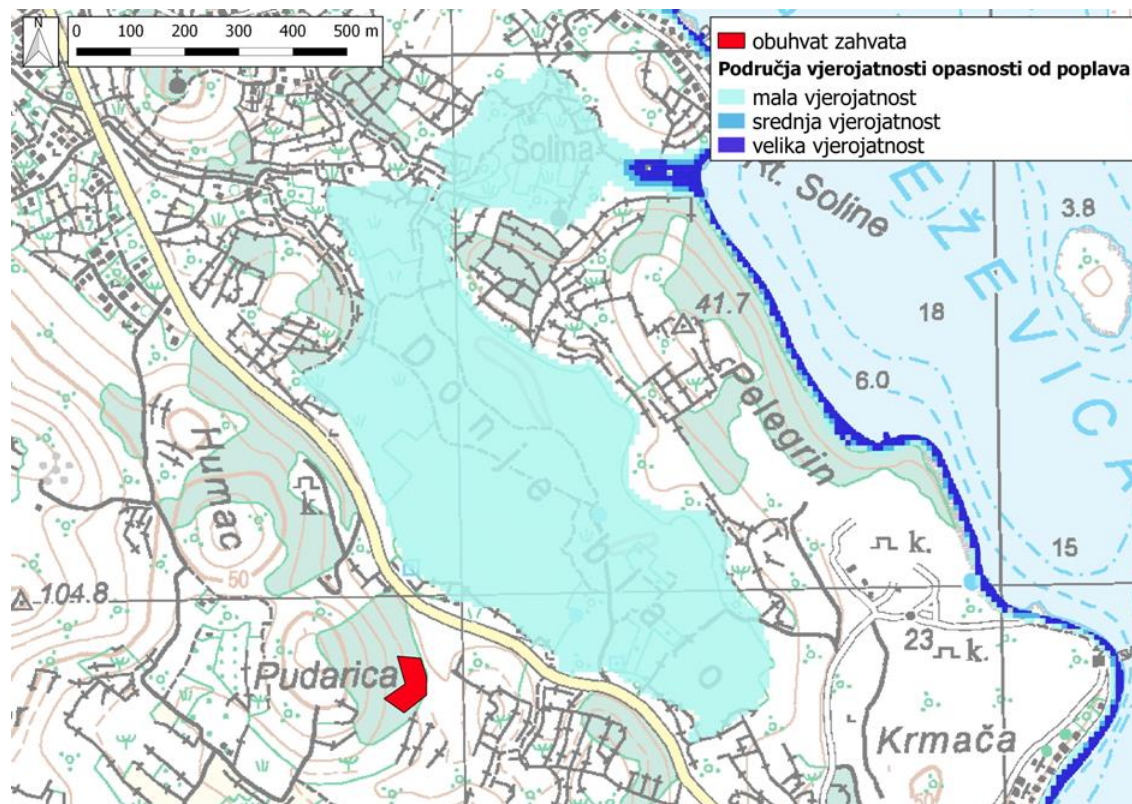 N
0 100 200 300 400 500 m
obuhvat zahvata
Područja vjerojatnosti opasnosti od poplava
mala vjerojatnost
srednja vjerojatnost
velika vjerojatnost
Solina
Rt. Soline
3.8
EŽEVICA
41.7
18
6.0
Pelegrin
Donje blato
Humac
k.
50
k.
15
104.8
23
k.
Pudarica
r
Krmača